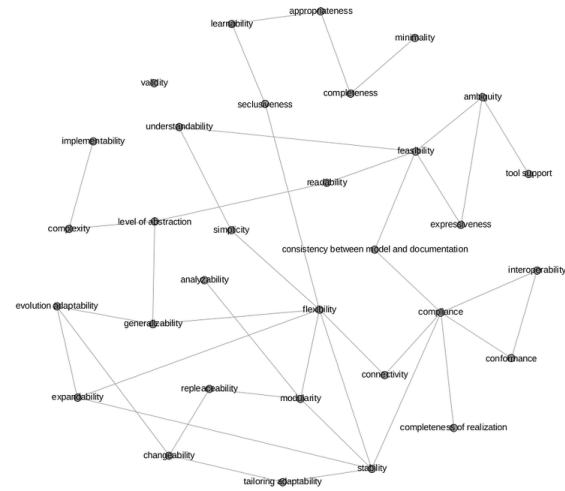 appropriateness
learnability
minimality
validity
completeness
ambiguity
seclusiveness
understandability
implementability
feasibility
tool support
readability
level of abstraction
expressiveness
complexity
simplicity
consistency between model and documentation
interoperability
analyzability
evolution adaptability
flexibility
compliance
generalizability
conformance
connectivity
repleaceability
expandability
modularity
completeness of realization
changeability
stability
tailoring adaptability